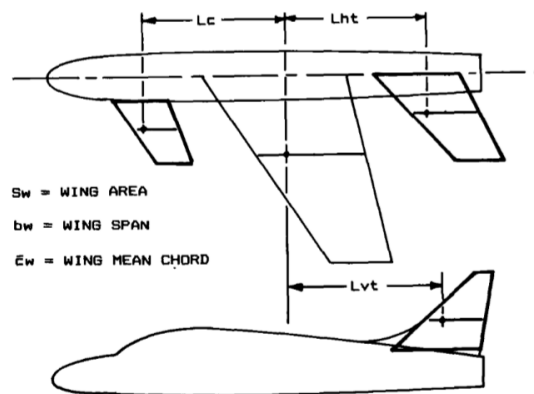 Lc
Lht
Sw = WING AREA
bw = WING SPAN
c̄w = WING MEAN CHORD
Lvt